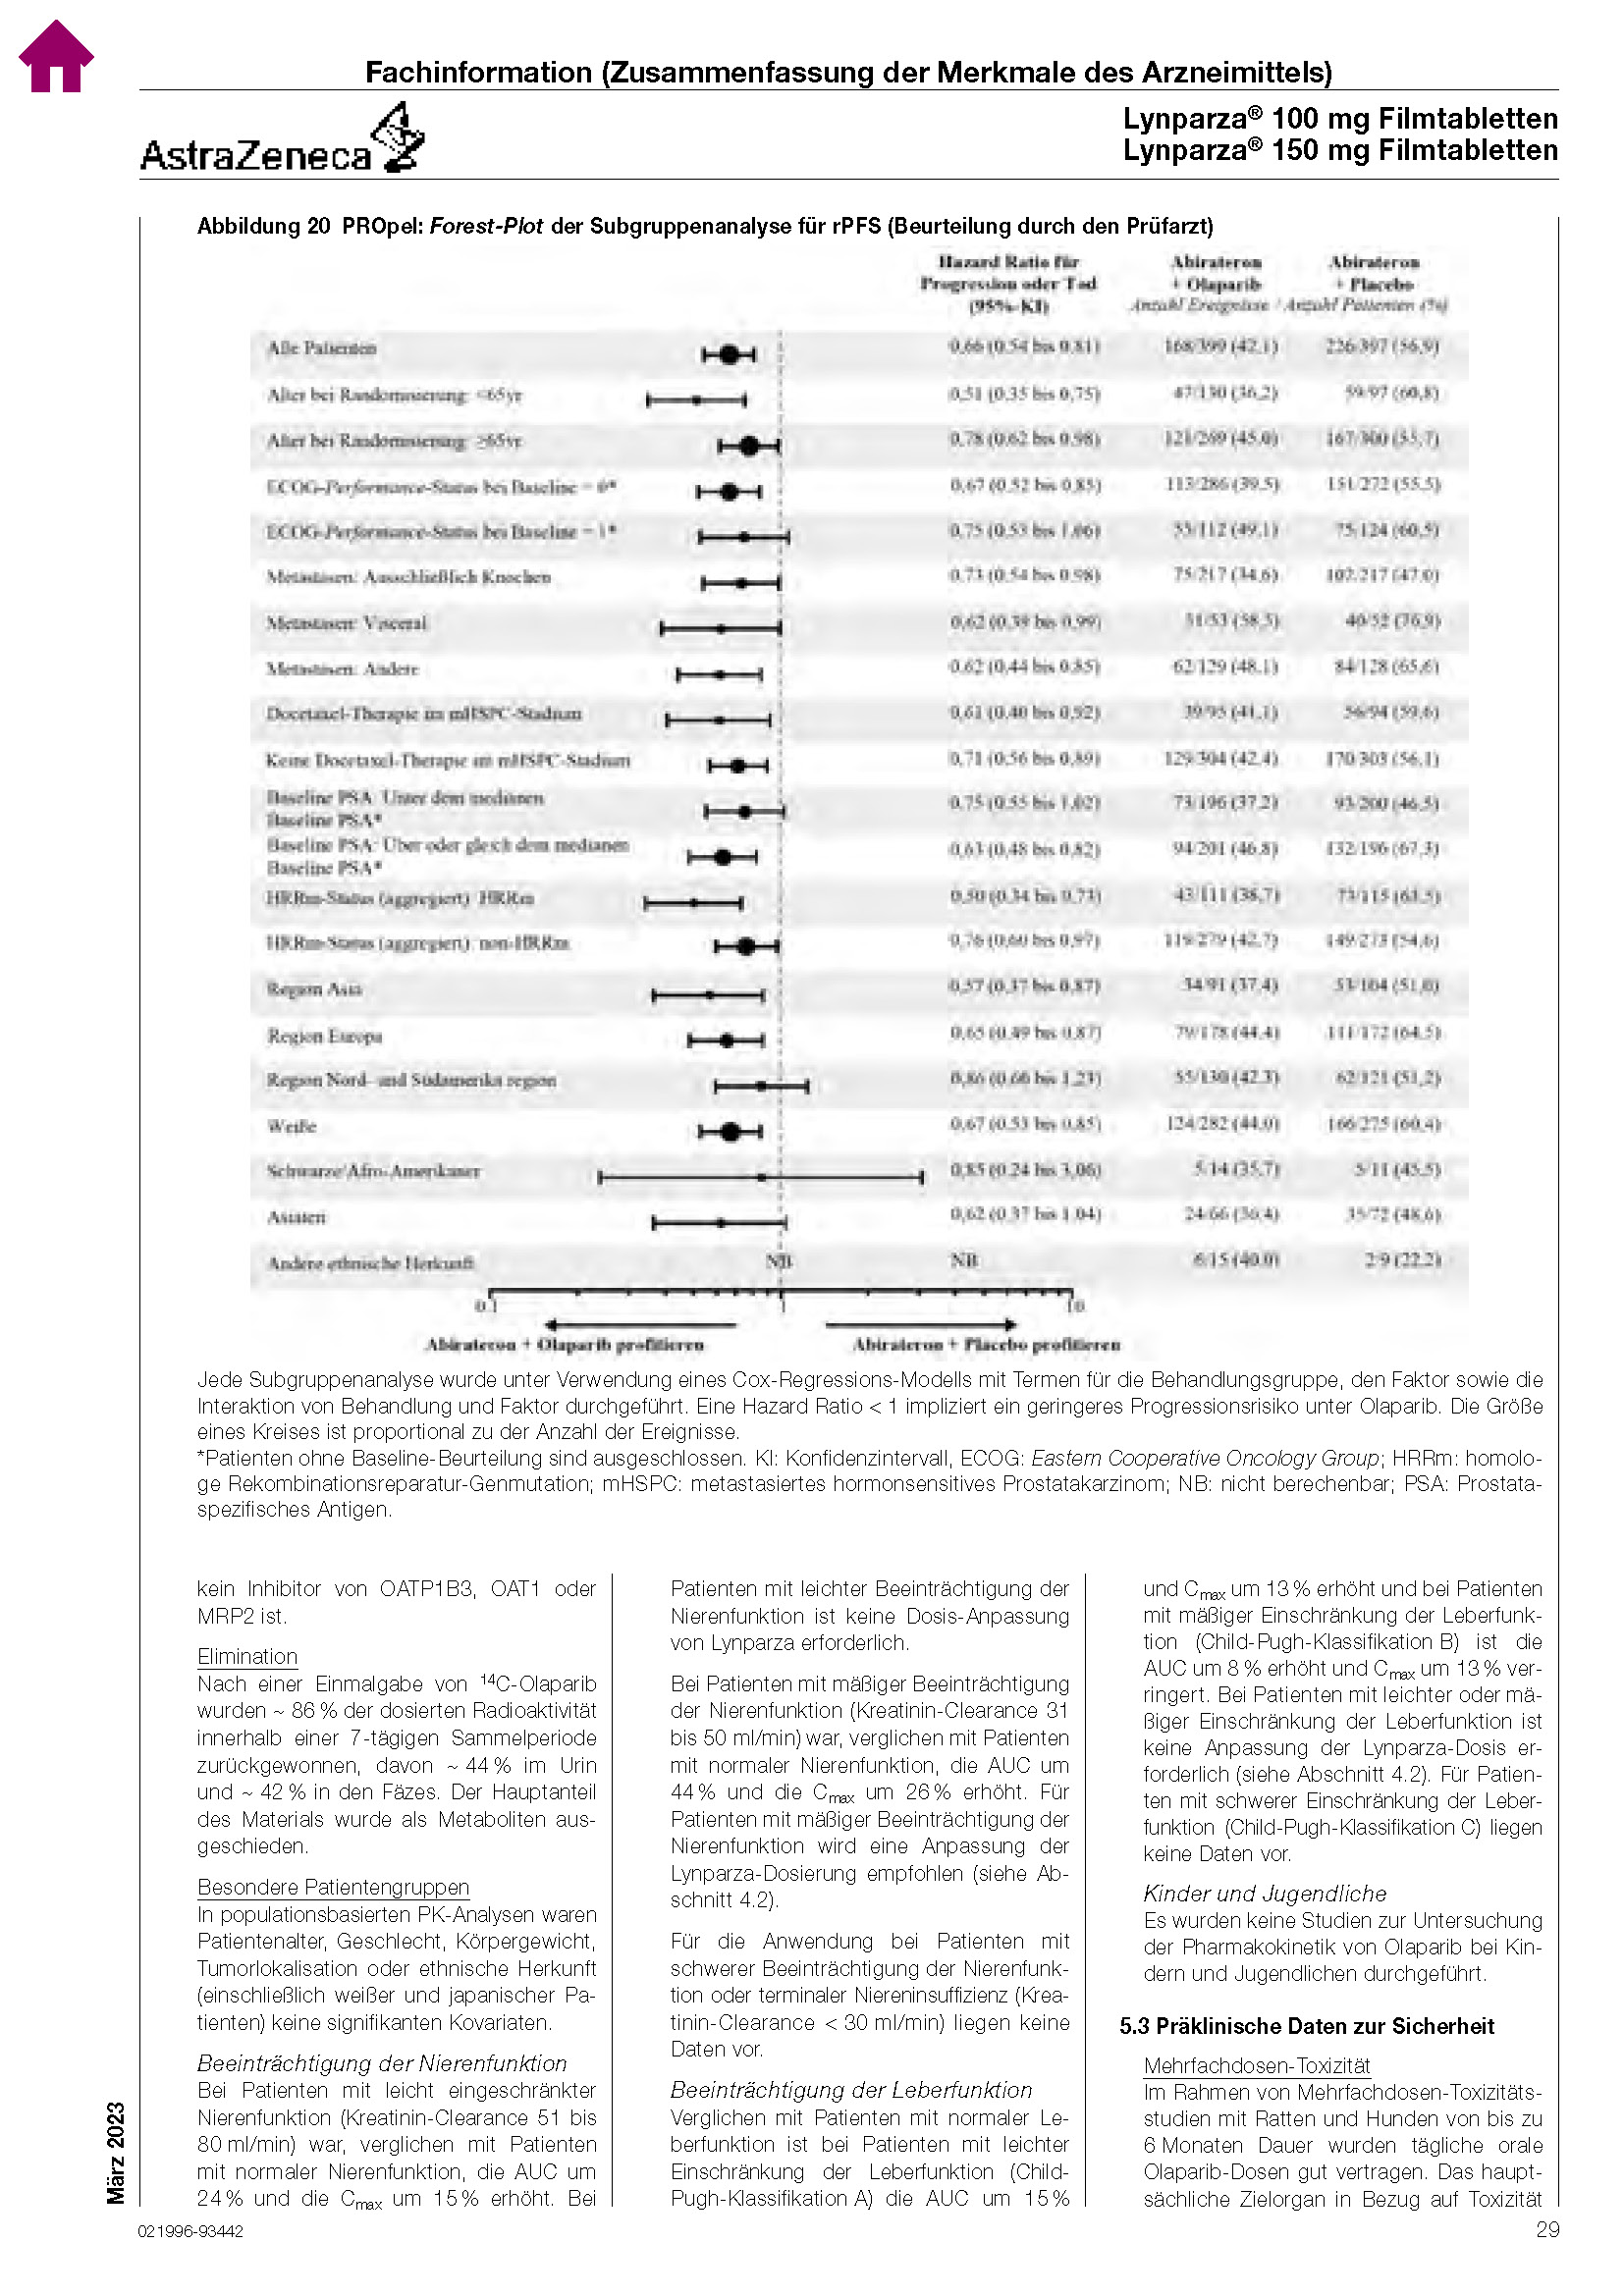 Fachinformation (Zusammenfassung der Merkmale des Arzneimittels)
AstraZeneca
Lynparza® 100 mg Filmtabletten
Lynparza® 150 mg Filmtabletten
Abbildung 20 PROpel: Forest-Plot der Subgruppenanalyse für rPFS (Beurteilung durch den Prüfarzt)
Hazard Ratio für
Progression oder Tod
(95%-KI)
Abirateron
+ Olaparib
Abirateron
+ Placebo
Anzahl Ereignisse / Anzahl Patienten (%)
Alle Patienten 0,66 (0.54 bis 0.81) 168/399 (42.1) 226/397 (56.9)
Alter bei Randomisierung: <65yr 0.51 (0.35 bis 0,75) 47/130 (36.2) 59/97 (60.8)
Alter bei Randomisierung: ≥65yr 0.78 (0.62 bis 0.98) 121/269 (45.0) 167/300 (55.7)
ECOG-Performance-Status bei Baseline = 0* 0,67 (0.52 bis 0.85) 113/286 (39.5) 151/272 (55.5)
ECOG-Performance-Status bei Baseline = 1* 0.75 (0.53 bis 1.06) 55/112 (49.1) 75/124 (60.5)
Metastasen: Ausschließlich Knochen 0.73 (0.54 bis 0.98) 75/217 (34.6) 102/217 (47.0)
Metastasen: Visceral 0,62 (0.39 bis 0,99) 31/53 (58.5) 40/52 (76.9)
Metastasen: Andere 0.62 (0.44 bis 0.85) 62/129 (48.1) 84/128 (65.6)
Docetaxel-Therapie im mHSPC-Stadium 0.61 (0.40 bis 0.92) 39/95 (41.1) 56/94 (59.6)
Keine Docetaxel-Therapie im mHSPC-Stadium 0.71 (0.56 bis 0.89) 129/304 (42.4) 170/303 (56.1)
Baseline PSA: Unter dem medianen
Baseline PSA* 0.75 (0.55 bis 1,02) 73/196 (37.2) 93/200 (46.5)
Baseline PSA: Über oder gleich dem medianen
Baseline PSA* 0,63 (0.48 bis 0.82) 94/201 (46.8) 132/196 (67.3)
HRRm-Status (aggregiert): HRRm 0,50 (0.34 bis 0.73) 43/111 (38.7) 73/115 (63.5)
HRRm-Status (aggregiert): non-HRRm 0,76 (0,60 bis 0,97) 119/279 (42.7) 149/273 (54.6)
Region Asia 0.57 (0.37 bis 0.87) 34/91 (37.4) 53/104 (51.0)
Region Europa 0.65 (0.49 bis 0.87) 79/178 (44.4) 111/172 (64.5)
Region Nord- und Südamerika region 0,86 (0.60 bis 1.23) 55/130 (42.3) 62/121 (51.2)
Weiße 0.67 (0.53 bis 0.85) 124/282 (44.0) 166/275 (60.4)
Schwarze/Afro-Amerikaner 0,85 (0.24 bis 3.06) 5/14 (35.7) 5/11 (45.5)
Asiaten 0,62 (0.37 bis 1.04) 24/66 (36.4) 35/72 (48.6)
Andere ethnische Herkunft NB NB 6/15 (40.0) 2/9 (22.2)
0.1 1 10
Abirateron + Olaparib profitieren Abirateron + Placebo profitieren
Jede Subgruppenanalyse wurde unter Verwendung eines Cox-Regressions-Modells mit Termen für die Behandlungsgruppe, den Faktor sowie die
Interaktion von Behandlung und Faktor durchgeführt. Eine Hazard Ratio < 1 impliziert ein geringeres Progressionsrisiko unter Olaparib. Die Größe
eines Kreises ist proportional zu der Anzahl der Ereignisse.
*Patienten ohne Baseline-Beurteilung sind ausgeschlossen. KI: Konfidenzintervall, ECOG: Eastern Cooperative Oncology Group; HRRm: homolo-
ge Rekombinationsreparatur-Genmutation; mHSPC: metastasiertes hormonsensitives Prostatakarzinom; NB: nicht berechenbar; PSA: Prostata-
spezifisches Antigen.
kein Inhibitor von OATP1B3, OAT1 oder
MRP2 ist.
Elimination
Nach einer Einmalgabe von ¹⁴C-Olaparib
wurden ~ 86 % der dosierten Radioaktivität
innerhalb einer 7-tägigen Sammelperiode
zurückgewonnen, davon ~ 44 % im Urin
und ~ 42 % in den Fäzes. Der Hauptanteil
des Materials wurde als Metaboliten aus-
geschieden.
Besondere Patientengruppen
In populationsbasierten PK-Analysen waren
Patientenalter, Geschlecht, Körpergewicht,
Tumorlokalisation oder ethnische Herkunft
(einschließlich weißer und japanischer Pa-
tienten) keine signifikanten Kovariaten.
Beeinträchtigung der Nierenfunktion
Bei Patienten mit leicht eingeschränkter
Nierenfunktion (Kreatinin-Clearance 51 bis
80 ml/min) war, verglichen mit Patienten
mit normaler Nierenfunktion, die AUC um
24 % und die Cmax um 15 % erhöht. Bei
Patienten mit leichter Beeinträchtigung der
Nierenfunktion ist keine Dosis-Anpassung
von Lynparza erforderlich.
Bei Patienten mit mäßiger Beeinträchtigung
der Nierenfunktion (Kreatinin-Clearance 31
bis 50 ml/min) war, verglichen mit Patienten
mit normaler Nierenfunktion, die AUC um
44 % und die Cmax um 26 % erhöht. Für
Patienten mit mäßiger Beeinträchtigung der
Nierenfunktion wird eine Anpassung der
Lynparza-Dosierung empfohlen (siehe Ab-
schnitt 4.2).
Für die Anwendung bei Patienten mit
schwerer Beeinträchtigung der Nierenfunk-
tion oder terminaler Niereninsuffizienz (Krea-
tinin-Clearance < 30 ml/min) liegen keine
Daten vor.
Beeinträchtigung der Leberfunktion
Verglichen mit Patienten mit normaler Le-
berfunktion ist bei Patienten mit leichter
Einschränkung der Leberfunktion (Child-
Pugh-Klassifikation A) die AUC um 15 %
und Cmax um 13 % erhöht und bei Patienten
mit mäßiger Einschränkung der Leberfunk-
tion (Child-Pugh-Klassifikation B) ist die
AUC um 8 % erhöht und Cmax um 13 % ver-
ringert. Bei Patienten mit leichter oder mä-
ßiger Einschränkung der Leberfunktion ist
keine Anpassung der Lynparza-Dosis er-
forderlich (siehe Abschnitt 4.2). Für Patien-
ten mit schwerer Einschränkung der Leber-
funktion (Child-Pugh-Klassifikation C) liegen
keine Daten vor.
Kinder und Jugendliche
Es wurden keine Studien zur Untersuchung
der Pharmakokinetik von Olaparib bei Kin-
dern und Jugendlichen durchgeführt.
5.3 Präklinische Daten zur Sicherheit
Mehrfachdosen-Toxizität
Im Rahmen von Mehrfachdosen-Toxizitäts-
studien mit Ratten und Hunden von bis zu
6 Monaten Dauer wurden tägliche orale
Olaparib-Dosen gut vertragen. Das haupt-
sächliche Zielorgan in Bezug auf Toxizität
März 2023
021996-93442
29